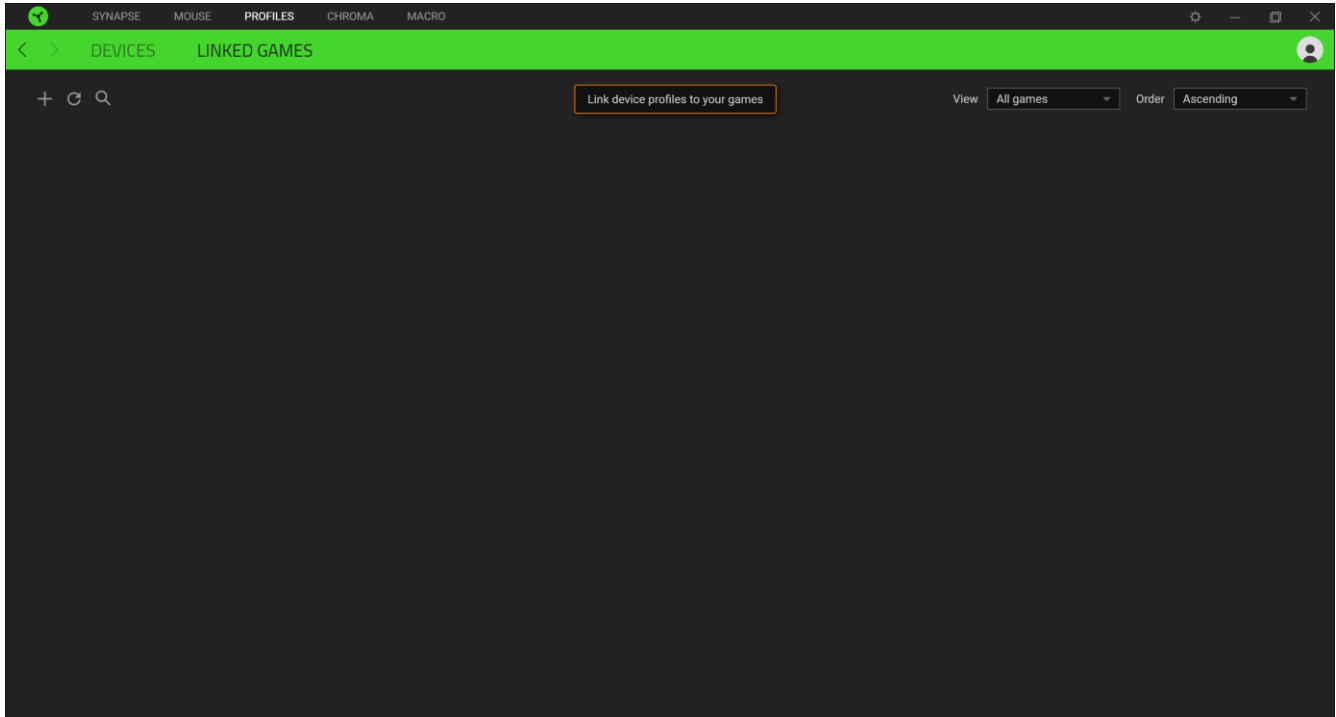 SYNAPSE MOUSE PROFILES CHROMA MACRO
DEVICES LINKED GAMES
Link device profiles to your games View All games Order Ascending